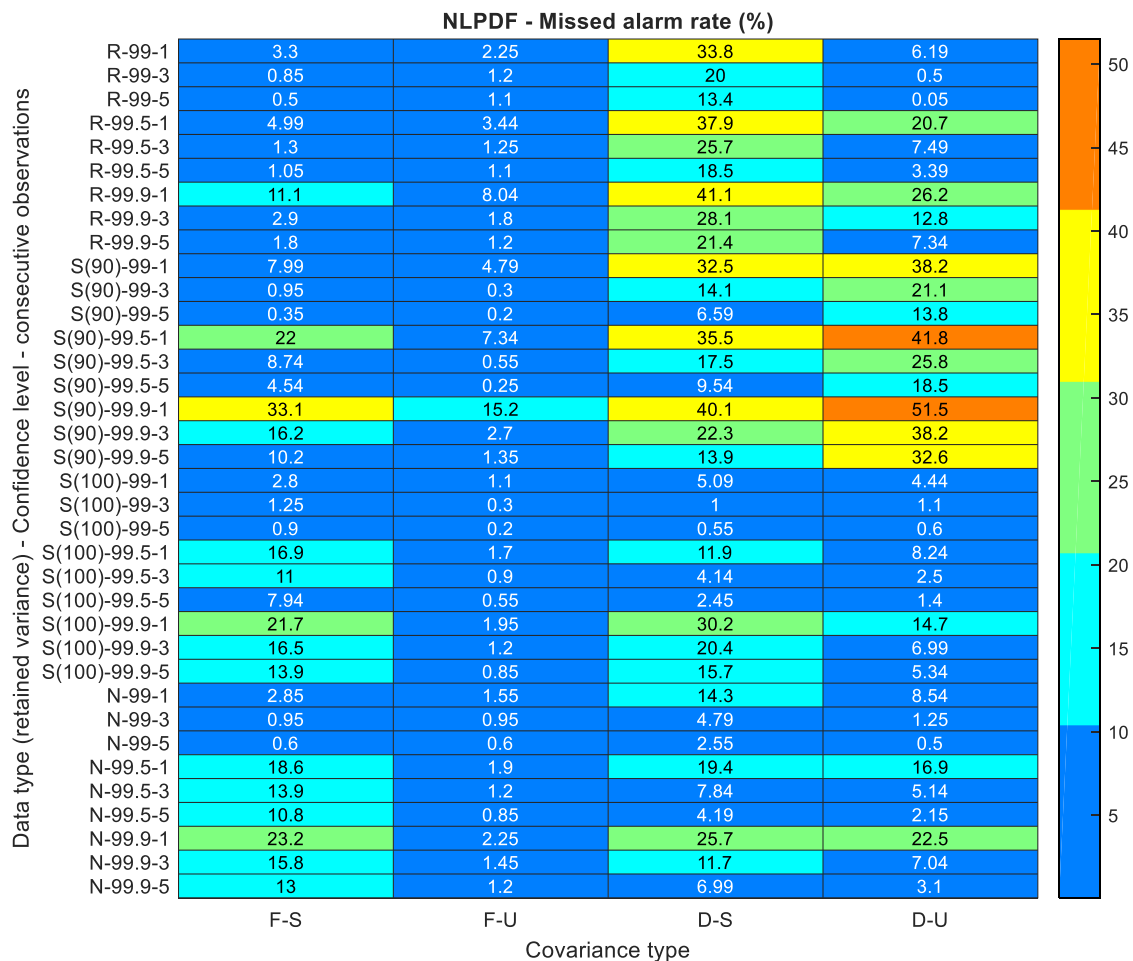 NLPDF - Missed alarm rate (%)
Data type (retained variance) - Confidence level - consecutive observations
R-99-1 3.3 2.25 33.8 6.19
R-99-3 0.85 1.2 20 0.5
R-99-5 0.5 1.1 13.4 0.05
R-99.5-1 4.99 3.44 37.9 20.7
R-99.5-3 1.3 1.25 25.7 7.49
R-99.5-5 1.05 1.1 18.5 3.39
R-99.9-1 11.1 8.04 41.1 26.2
R-99.9-3 2.9 1.8 28.1 12.8
R-99.9-5 1.8 1.2 21.4 7.34
S(90)-99-1 7.99 4.79 32.5 38.2
S(90)-99-3 0.95 0.3 14.1 21.1
S(90)-99-5 0.35 0.2 6.59 13.8
S(90)-99.5-1 22 7.34 35.5 41.8
S(90)-99.5-3 8.74 0.55 17.5 25.8
S(90)-99.5-5 4.54 0.25 9.54 18.5
S(90)-99.9-1 33.1 15.2 40.1 51.5
S(90)-99.9-3 16.2 2.7 22.3 38.2
S(90)-99.9-5 10.2 1.35 13.9 32.6
S(100)-99-1 2.8 1.1 5.09 4.44
S(100)-99-3 1.25 0.3 1 1.1
S(100)-99-5 0.9 0.2 0.55 0.6
S(100)-99.5-1 16.9 1.7 11.9 8.24
S(100)-99.5-3 11 0.9 4.14 2.5
S(100)-99.5-5 7.94 0.55 2.45 1.4
S(100)-99.9-1 21.7 1.95 30.2 14.7
S(100)-99.9-3 16.5 1.2 20.4 6.99
S(100)-99.9-5 13.9 0.85 15.7 5.34
N-99-1 2.85 1.55 14.3 8.54
N-99-3 0.95 0.95 4.79 1.25
N-99-5 0.6 0.6 2.55 0.5
N-99.5-1 18.6 1.9 19.4 16.9
N-99.5-3 13.9 1.2 7.84 5.14
N-99.5-5 10.8 0.85 4.19 2.15
N-99.9-1 23.2 2.25 25.7 22.5
N-99.9-3 15.8 1.45 11.7 7.04
N-99.9-5 13 1.2 6.99 3.1
F-S F-U D-S D-U
Covariance type
50
40
30
20
10
5